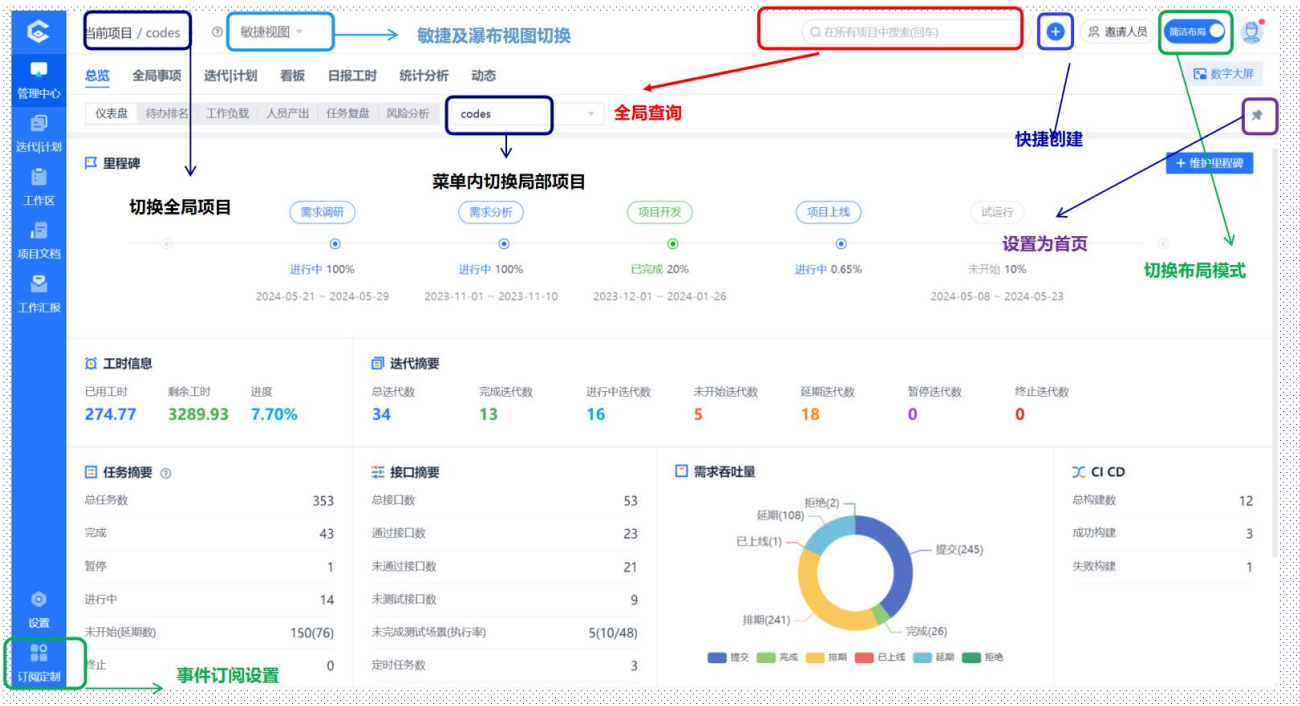 当前项目 / codes
敏捷视图
敏捷及瀑布视图切换
在所有项目中搜索(回车)
邀请人员
简洁布局
总览 全局事项 迭代|计划 看板 日报工时 统计分析 动态
数字大屏
仪表盘 待办排名 工作负载 人员产出 任务复盘 风险分析 codes
全局查询
快捷创建
管理中心
迭代|计划
工作区
项目文档
工作汇报
里程碑
+ 维护里程碑
切换全局项目
菜单内切换局部项目
设置为首页
切换布局模式
需求调研 需求分析 项目开发 项目上线 试运行
进行中 100% 进行中 100% 已完成 20% 进行中 0.65% 未开始 10%
2024-05-21 ~ 2024-05-29 2023-11-01 ~ 2023-11-10 2023-12-01 ~ 2024-01-26 2024-05-08 ~ 2024-05-23
工时信息
已用工时 剩余工时 进度
274.77 3289.93 7.70%
迭代摘要
总迭代数 完成迭代数 进行中迭代数 未开始迭代数 延期迭代数 暂停迭代数 终止迭代数
34 13 16 5 18 0 0
任务摘要
总任务数 353
完成 43
暂停 1
进行中 14
未开始(延期数) 150(76)
终止 0
接口摘要
总接口数 53
通过接口数 23
未通过接口数 21
未测试接口数 9
未完成测试场景(执行率) 5(10/48)
定时任务数 3
需求吞吐量
拒绝(2)
延期(108)
已上线(1)
提交(245)
排期(241)
完成(26)
提交 完成 排期 已上线 延期 拒绝
CI CD
总构建数 12
成功构建 3
失败构建 1
设置
订阅定制
事件订阅设置